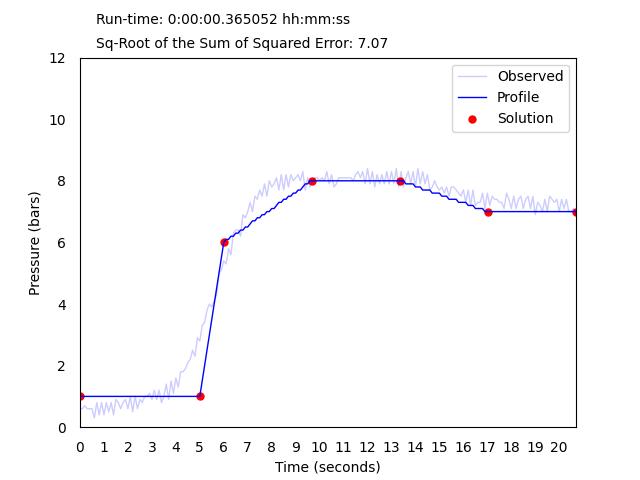 Run-time: 0:00:00.365052 hh:mm:ss
Sq-Root of the Sum of Squared Error: 7.07
Observed
Profile
Solution
12
10
8
6
4
2
0
Pressure (bars)
0 1 2 3 4 5 6 7 8 9 10 11 12 13 14 15 16 17 18 19 20
Time (seconds)